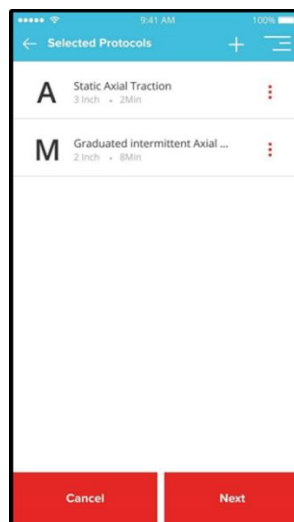 9:41 AM
100%
Selected Protocols
A
Static Axial Traction
3 Inch • 2Min
M
Graduated intermittent Axial ...
2 Inch • 8Min
Cancel
Next